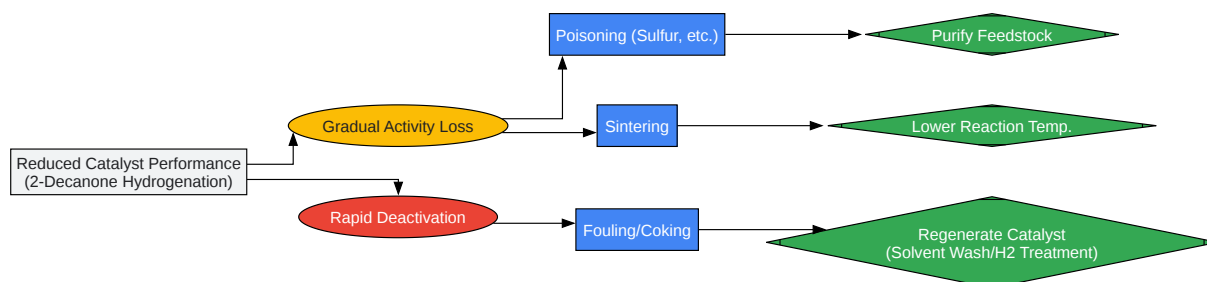 Reduced Catalyst Performance
(2-Decanone Hydrogenation)
Gradual Activity Loss
Rapid Deactivation
Poisoning (Sulfur, etc.)
Sintering
Fouling/Coking
Purify Feedstock
Lower Reaction Temp.
Regenerate Catalyst
(Solvent Wash/H2 Treatment)